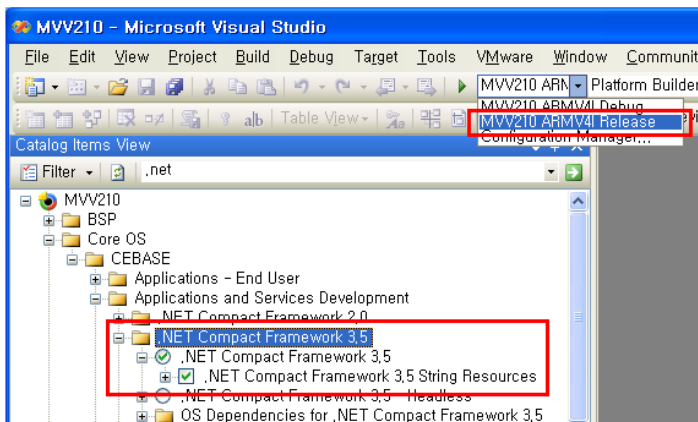 MVV210 - Microsoft Visual Studio
File Edit View Project Build Debug Target Tools VMware Window Communit
MVV210 ARM Platform Builder
MVV210 ARMV4I Debug
Table View
MVV210 ARMV4I Release
Configuration Manager...
Catalog Items View
Filter .net
MVV210
BSP
Core OS
CEBASE
Applications - End User
Applications and Services Development
.NET Compact Framework 2.0
.NET Compact Framework 3.5
.NET Compact Framework 3.5
.NET Compact Framework 3.5 String Resources
.NET Compact Framework 3.5 - Headless
OS Dependencies for .NET Compact Framework 3.5